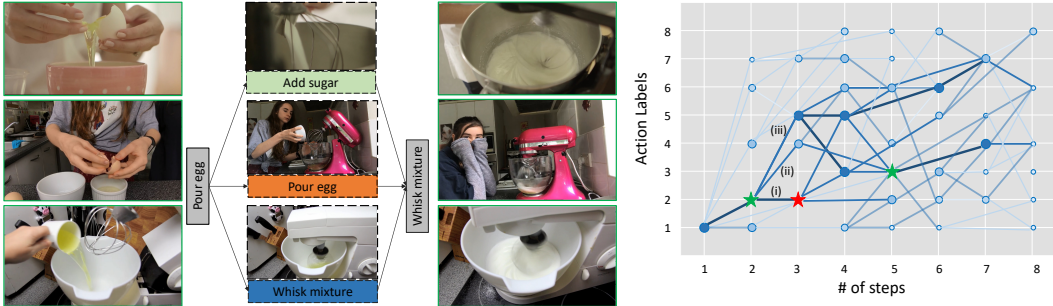 Pour egg
Add sugar
Pour egg
Whisk mixture
Whisk mixture
Action Labels
8
7
6
5
4
3
2
1
(iii)
(ii)
(i)
1 2 3 4 5 6 7 8
# of steps